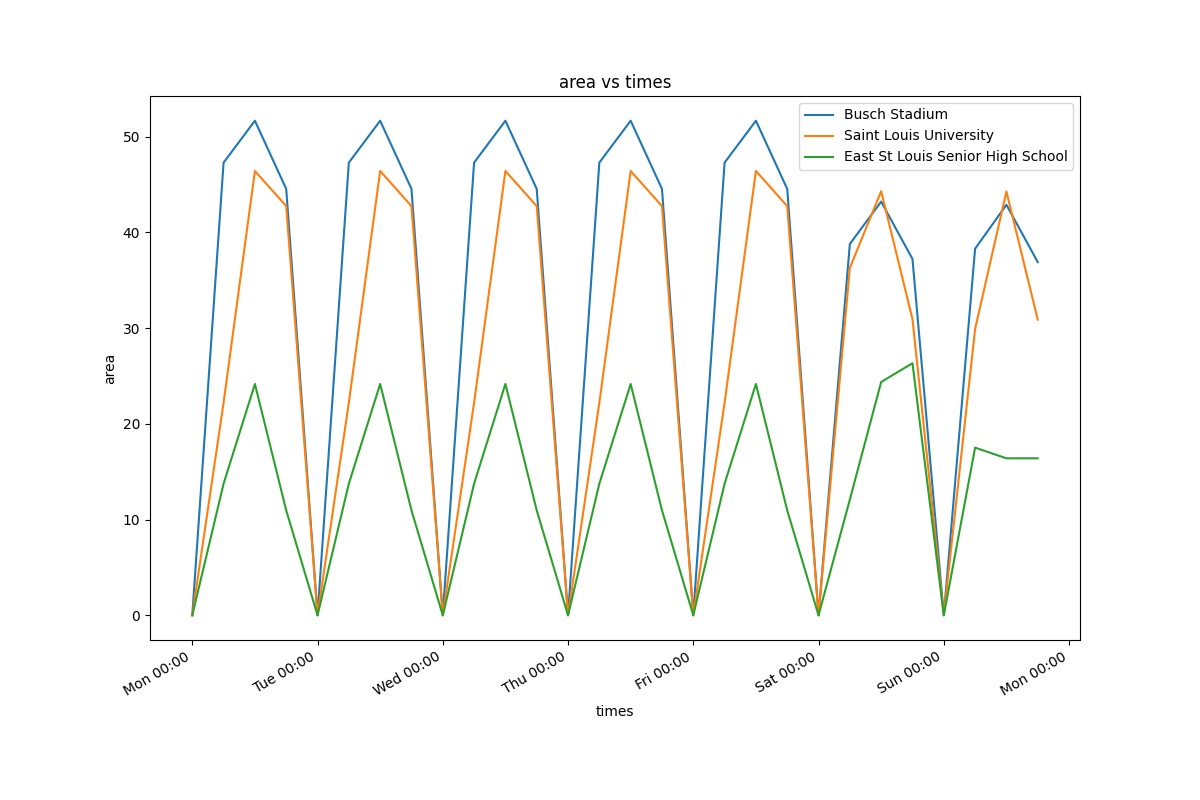 area vs times
Busch Stadium
Saint Louis University
East St Louis Senior High School
50
40
30
20
10
0
area
Mon 00:00
Tue 00:00
Wed 00:00
Thu 00:00
Fri 00:00
Sat 00:00
Sun 00:00
Mon 00:00
times